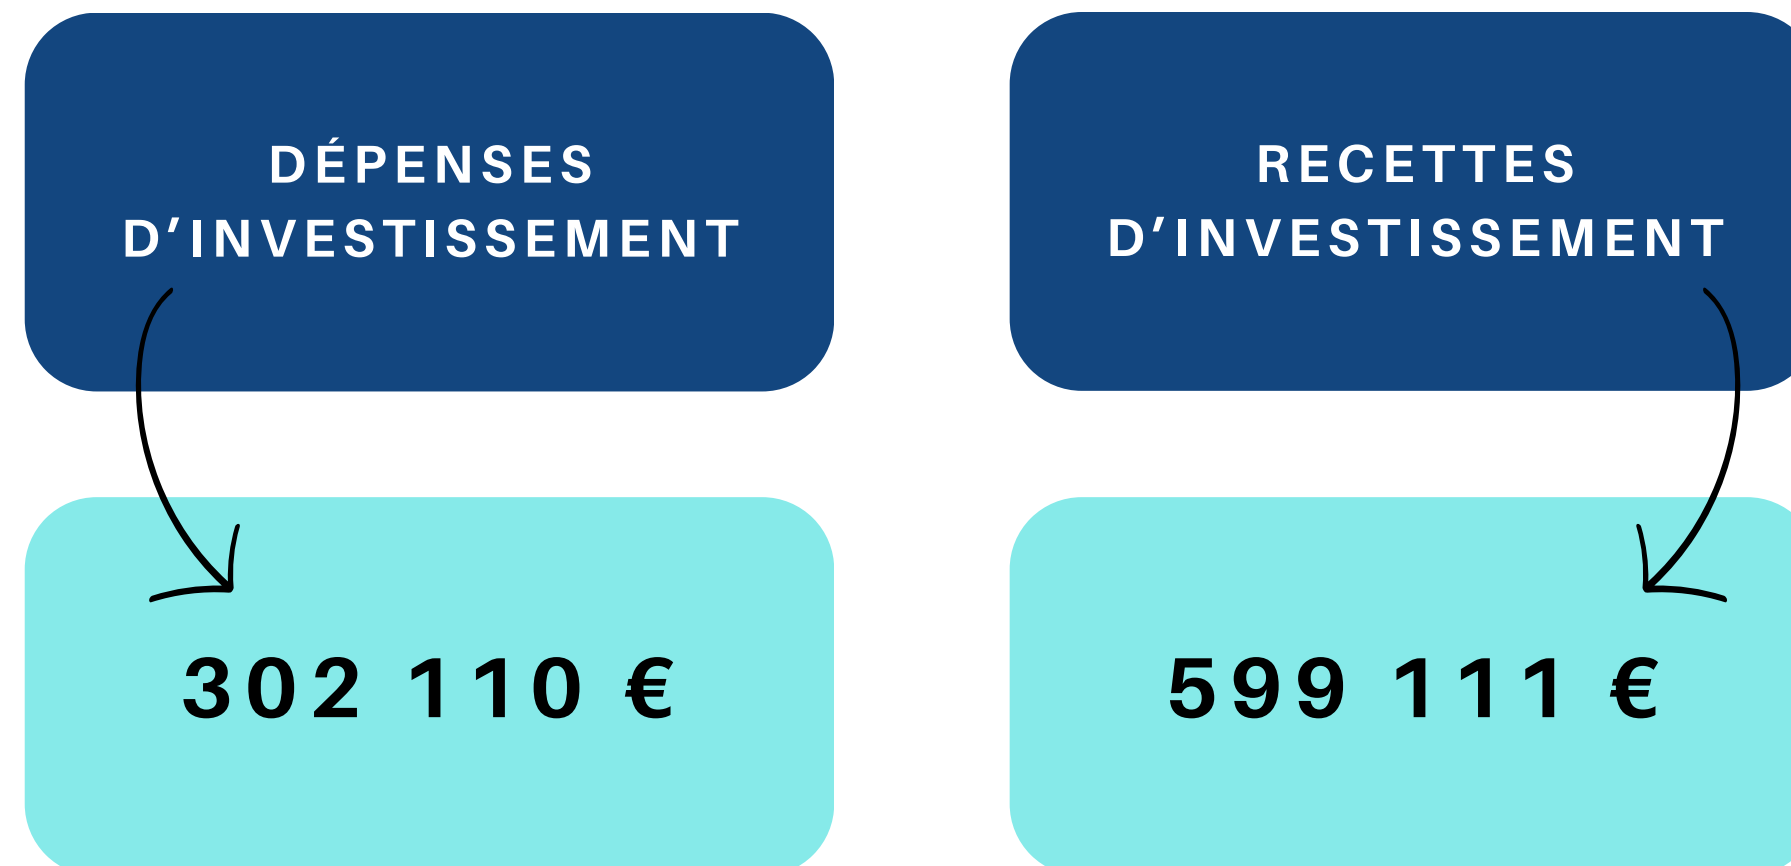 DÉPENSES
D’INVESTISSEMENT
302 110 €
RECETTES
D’INVESTISSEMENT
599 111 €